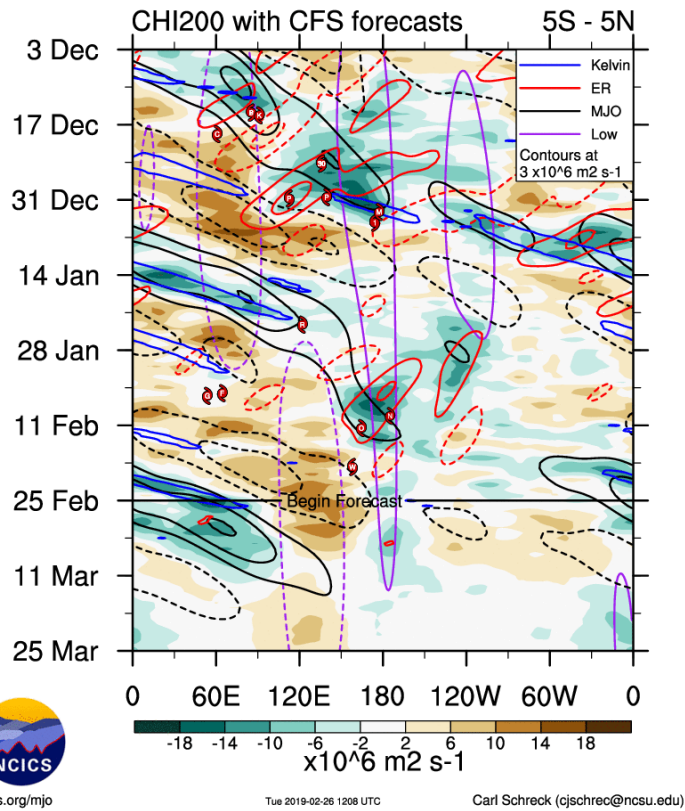 CHI200 with CFS forecasts 5S - 5N
3 Dec
17 Dec
31 Dec
14 Jan
28 Jan
11 Feb
25 Feb
11 Mar
25 Mar
Kelvin
ER
MJO
Low
Contours at
3 x10^6 m2 s-1
Begin Forecast
0 60E 120E 180 120W 60W 0
-18 -14 -10 -6 -2 2 6 10 14 18
x10^6 m2 s-1
NCICS
s.org/mjo Tue 2019-02-26 1208 UTC Carl Schreck (cjschrec@ncsu.edu)